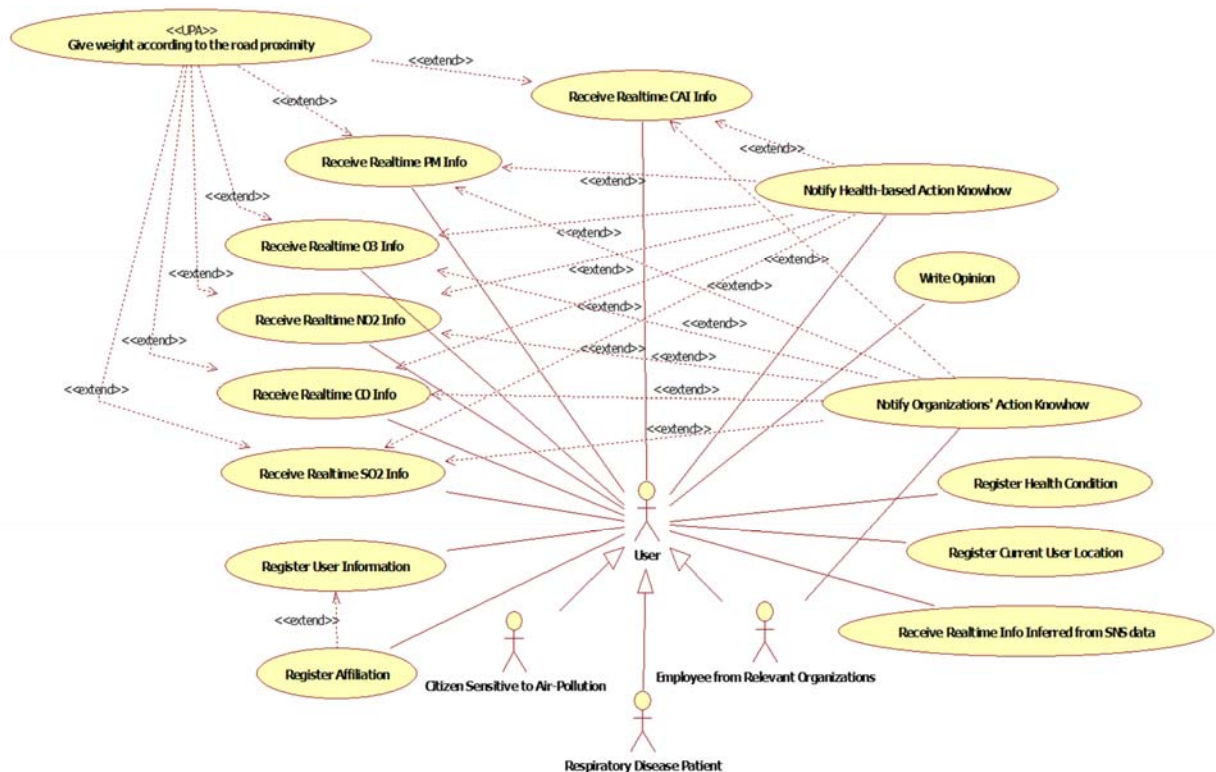 <<UPA>>
Give weight according to the road proximity
<<extend>>
Receive Realtime CAI Info
<<extend>>
<<extend>>
Receive Realtime PM Info
<<extend>>
Notify Health-based Action Knowhow
<<extend>>
<<extend>>
Receive Realtime O3 Info
<<extend>>
<<extend>>
<<extend>>
<<extend>>
Write Opinion
Receive Realtime NO2 Info
<<extend>>
<<extend>>
<<extend>>
<<extend>>
<<extend>>
Receive Realtime CO Info
<<extend>>
Notify Organizations' Action Knowhow
<<extend>>
<<extend>>
Receive Realtime SO2 Info
Register Health Condition
User
Register Current User Location
Register User Information
<<extend>>
Receive Realtime Info Inferred from SNS data
Register Affiliation
Citizen Sensitive to Air-Pollution
Employee from Relevant Organizations
Respiratory Disease Patient